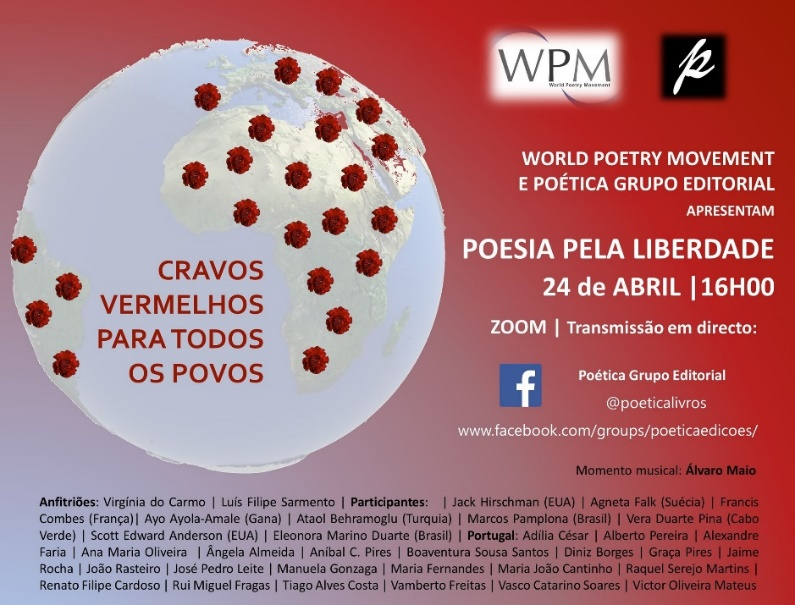 WPM
World Poetry Movement
p
WORLD POETRY MOVEMENT
E POÉTICA GRUPO EDITORIAL
APRESENTAM
POESIA PELA LIBERDADE
24 de ABRIL |16H00
ZOOM | Transmissão em directo:
CRAVOS
VERMELHOS
PARA TODOS
OS POVOS
f
Poética Grupo Editorial
@poeticalivros
www.facebook.com/groups/poeticaedicoes/
Momento musical: Álvaro Maio
Anfitriões: Virgínia do Carmo | Luís Filipe Sarmento | Participantes: | Jack Hirschman (EUA) | Agneta Falk (Suécia) | Francis
Combes (França)| Ayo Ayola-Amale (Gana) | Ataol Behramoglu (Turquia) | Marcos Pamplona (Brasil) | Vera Duarte Pina (Cabo
Verde) | Scott Edward Anderson (EUA) | Eleonora Marino Duarte (Brasil) | Portugal: Adília César | Alberto Pereira | Alexandre
Faria | Ana Maria Oliveira | Ângela Almeida | Aníbal C. Pires | Boaventura Sousa Santos | Diniz Borges | Graça Pires | Jaime
Rocha | João Rasteiro | José Pedro Leite | Manuela Gonzaga | Maria Fernandes | Maria João Cantinho | Raquel Serejo Martins |
Renato Filipe Cardoso | Rui Miguel Fragas | Tiago Alves Costa | Vamberto Freitas | Vasco Catarino Soares | Victor Oliveira Mateus